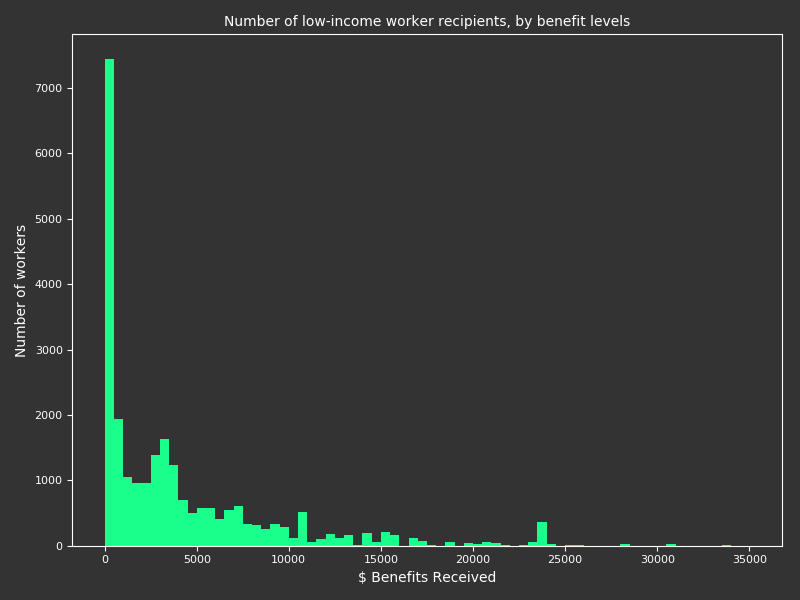 Number of low-income worker recipients, by benefit levels
7000
6000
5000
4000
3000
2000
1000
0
Number of workers
0 5000 10000 15000 20000 25000 30000 35000
$ Benefits Received